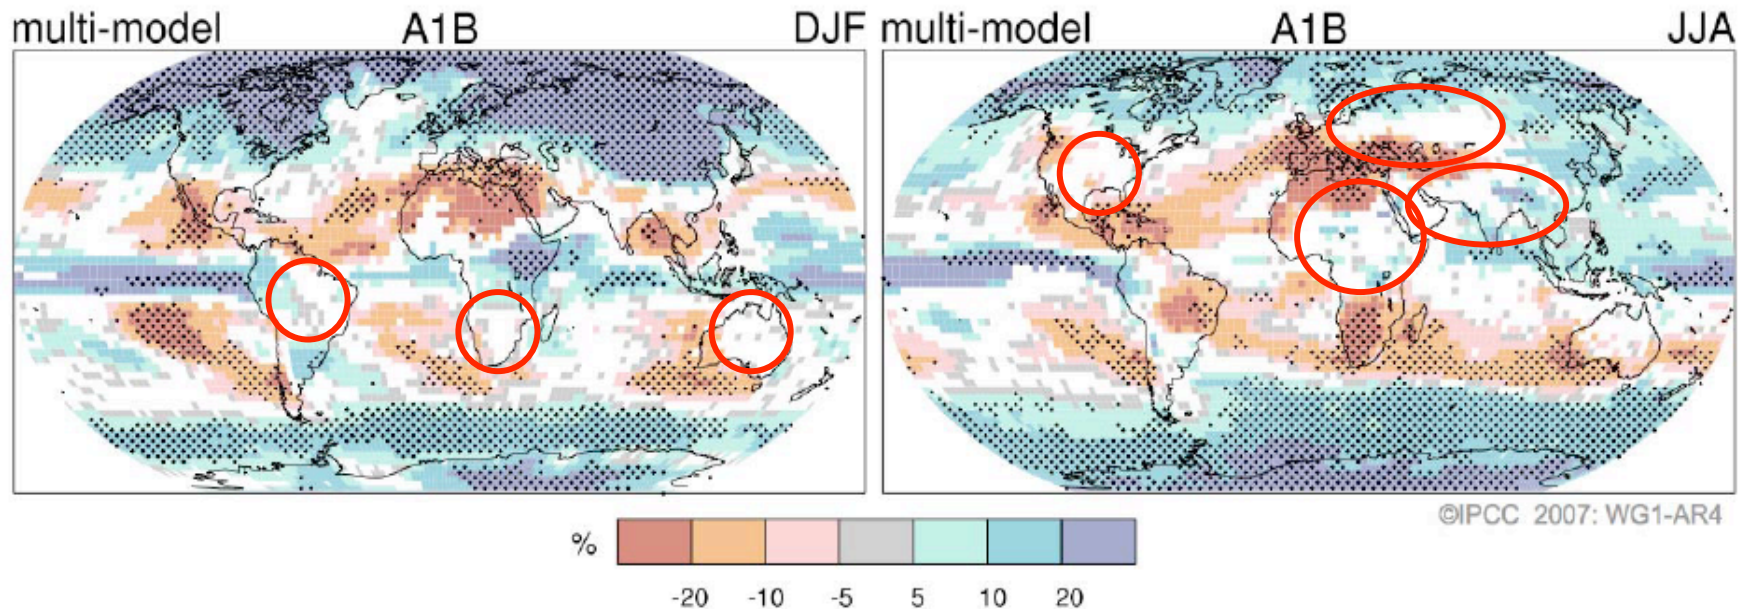 multi-model A1B DJF
multi-model A1B JJA
©IPCC 2007: WG1-AR4
%
-20 -10 -5 5 10 20